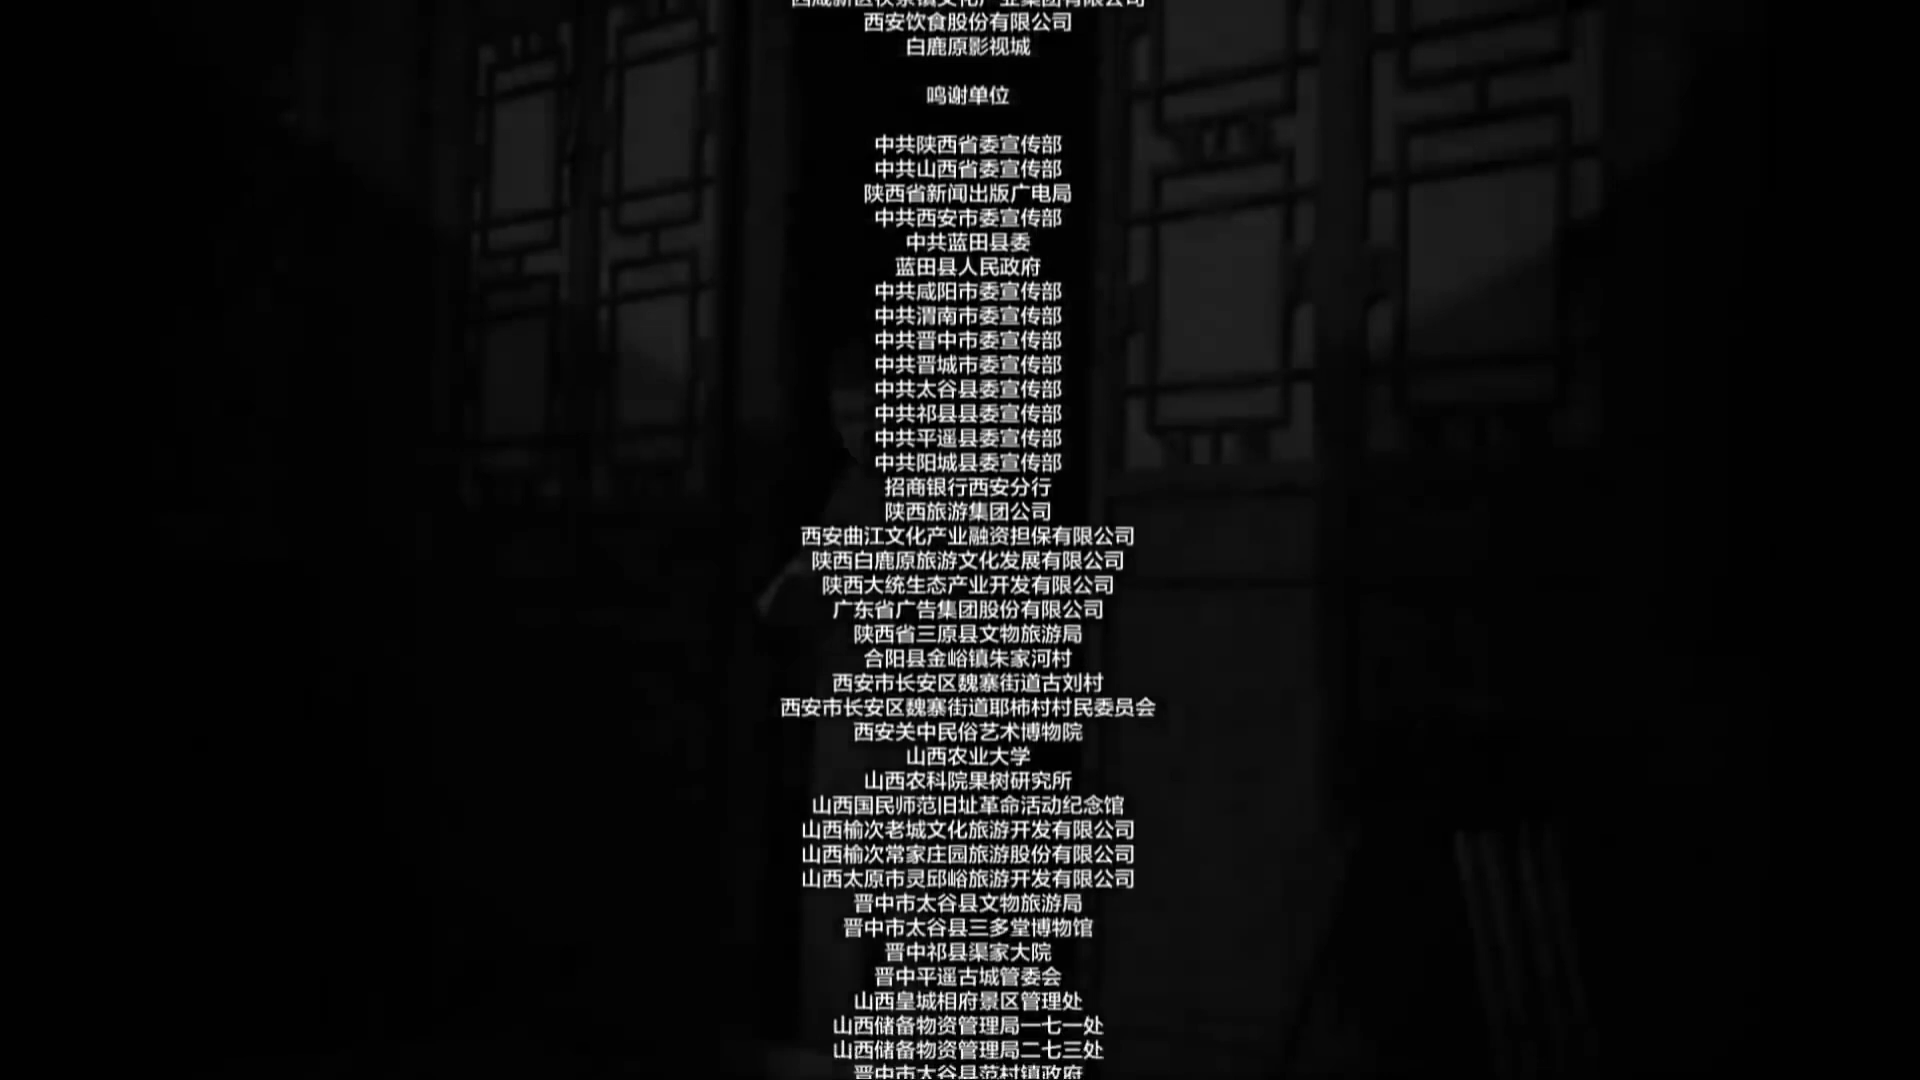 西安饮食股份有限公司
白鹿原影视城
鸣谢单位
中共陕西省委宣传部
中共山西省委宣传部
陕西省新闻出版广电局
中共西安市委宣传部
中共蓝田县委
蓝田县人民政府
中共咸阳市委宣传部
中共渭南市委宣传部
中共晋中市委宣传部
中共晋城市委宣传部
中共太谷县委宣传部
中共祁县县委宣传部
中共平遥县委宣传部
中共阳城县委宣传部
招商银行西安分行
陕西旅游集团公司
西安曲江文化产业融资担保有限公司
陕西白鹿原旅游文化发展有限公司
陕西大统生态产业开发有限公司
广东省广告集团股份有限公司
陕西省三原县文物旅游局
合阳县金峪镇朱家河村
西安市长安区魏寨街道古刘村
西安市长安区魏寨街道耶柿村村民委员会
西安关中民俗艺术博物院
山西农业大学
山西农科院果树研究所
山西国民师范旧址革命活动纪念馆
山西榆次老城文化旅游开发有限公司
山西榆次常家庄园旅游股份有限公司
山西太原市灵邱峪旅游开发有限公司
晋中市太谷县文物旅游局
晋中市太谷县三多堂博物馆
晋中祁县渠家大院
晋中平遥古城管委会
山西皇城相府景区管理处
山西储备物资管理局一七一处
山西储备物资管理局二七三处
晋中市太谷县范村镇政府